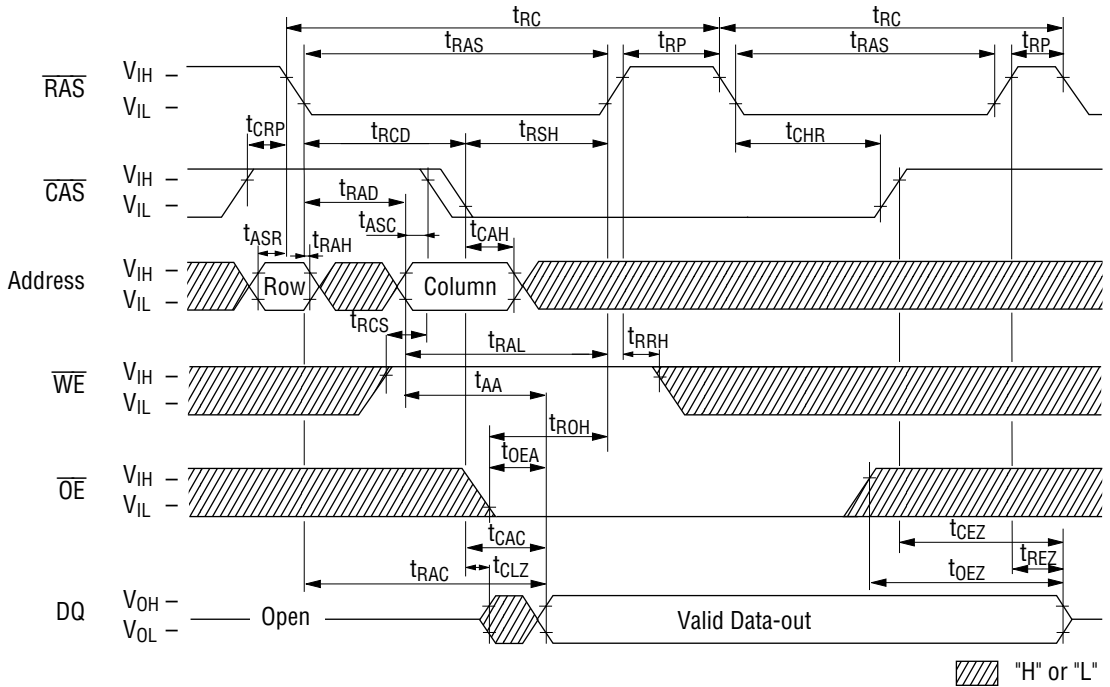 tRC tRC
tRAS tRP tRAS tRP
RAS VIH –
VIL –
tCRP tRCD tRSH tCHR
CAS VIH –
VIL –
tRAD
tASC tCAH
tASR tRAH
Address VIH –
VIL –
Row Column
tRCS tRAL tRRH
WE VIH –
VIL –
tAA
tROH
tOEA
OE VIH –
VIL –
tCAC tCEZ
tRAC tCLZ tOEZ tREZ
DQ VOH –
VOL –
Open Valid Data-out
"H" or "L"